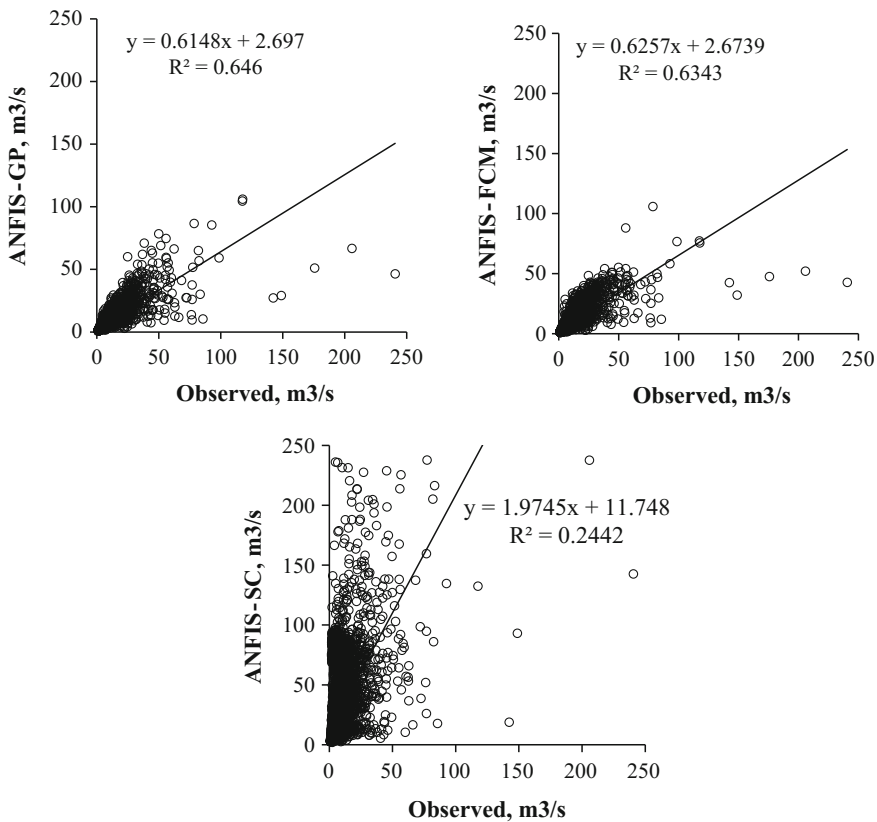 y = 0.6148x + 2.697
R² = 0.646
250
200
150
100
50
0
ANFIS-GP, m3/s
0 50 100 150 200 250
Observed, m3/s
y = 0.6257x + 2.6739
R² = 0.6343
250
200
150
100
50
0
ANFIS-FCM, m3/s
0 50 100 150 200 250
Observed, m3/s
y = 1.9745x + 11.748
R² = 0.2442
250
200
150
100
50
0
ANFIS-SC, m3/s
0 50 100 150 200 250
Observed, m3/s